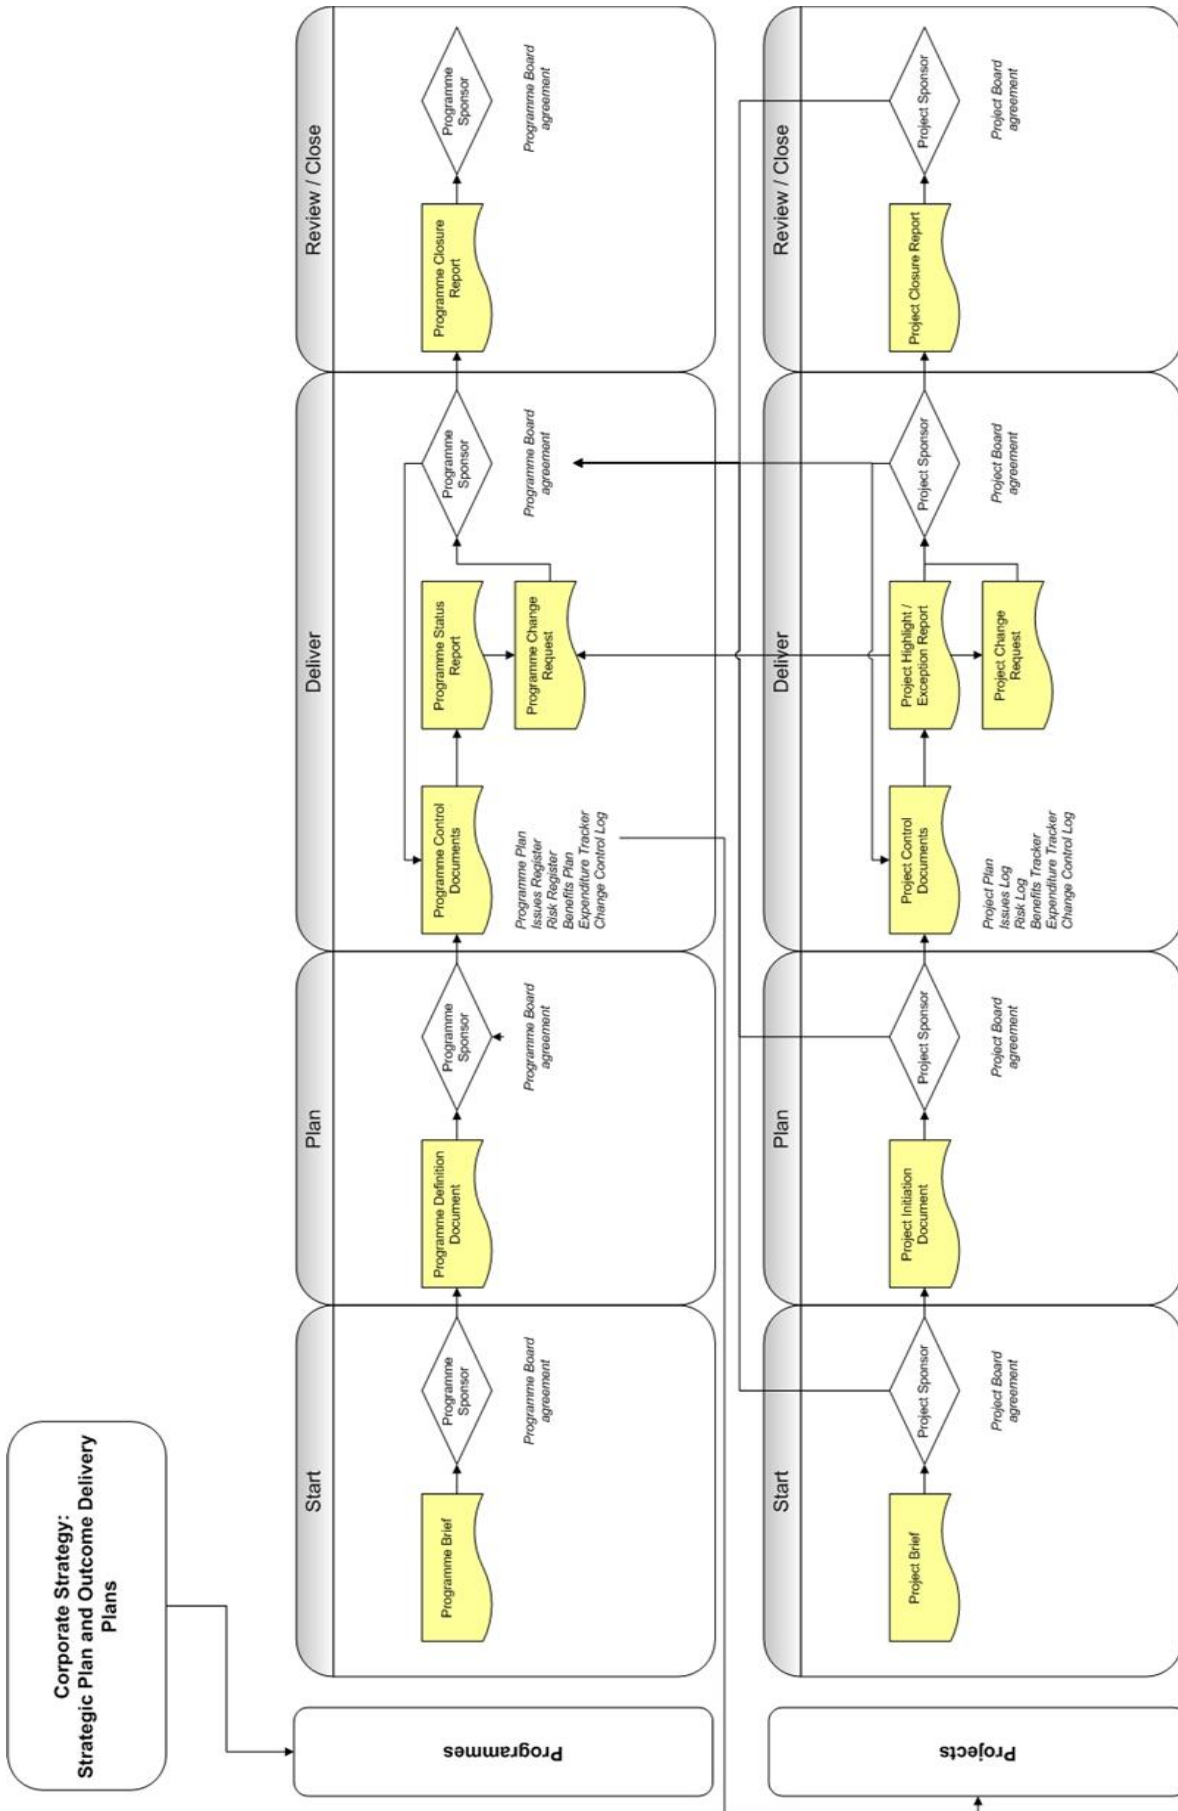 Corporate Strategy:
Strategic Plan and Outcome Delivery
Plans
Programmes
Start
Programme Brief
Programme
Sponsor
Programme Board
agreement
Plan
Programme Definition
Document
Programme
Sponsor
Programme Board
agreement
Deliver
Programme Control
Documents
Programme Plan
Issues Register
Risk Register
Benefits Plan
Expenditure Tracker
Change Control Log
Programme Status
Report
Programme Change
Request
Programme
Sponsor
Programme Board
agreement
Review / Close
Programme Closure
Report
Programme
Sponsor
Programme Board
agreement
Projects
Start
Project Brief
Project Sponsor
Project Board
agreement
Plan
Project Initiation
Document
Project Sponsor
Project Board
agreement
Deliver
Project Control
Documents
Project Plan
Issues Log
Risk Log
Benefits Tracker
Expenditure Tracker
Change Control Log
Project Highlight /
Exception Report
Project Change
Request
Project Sponsor
Project Board
agreement
Review / Close
Project Closure Report
Project Sponsor
Project Board
agreement